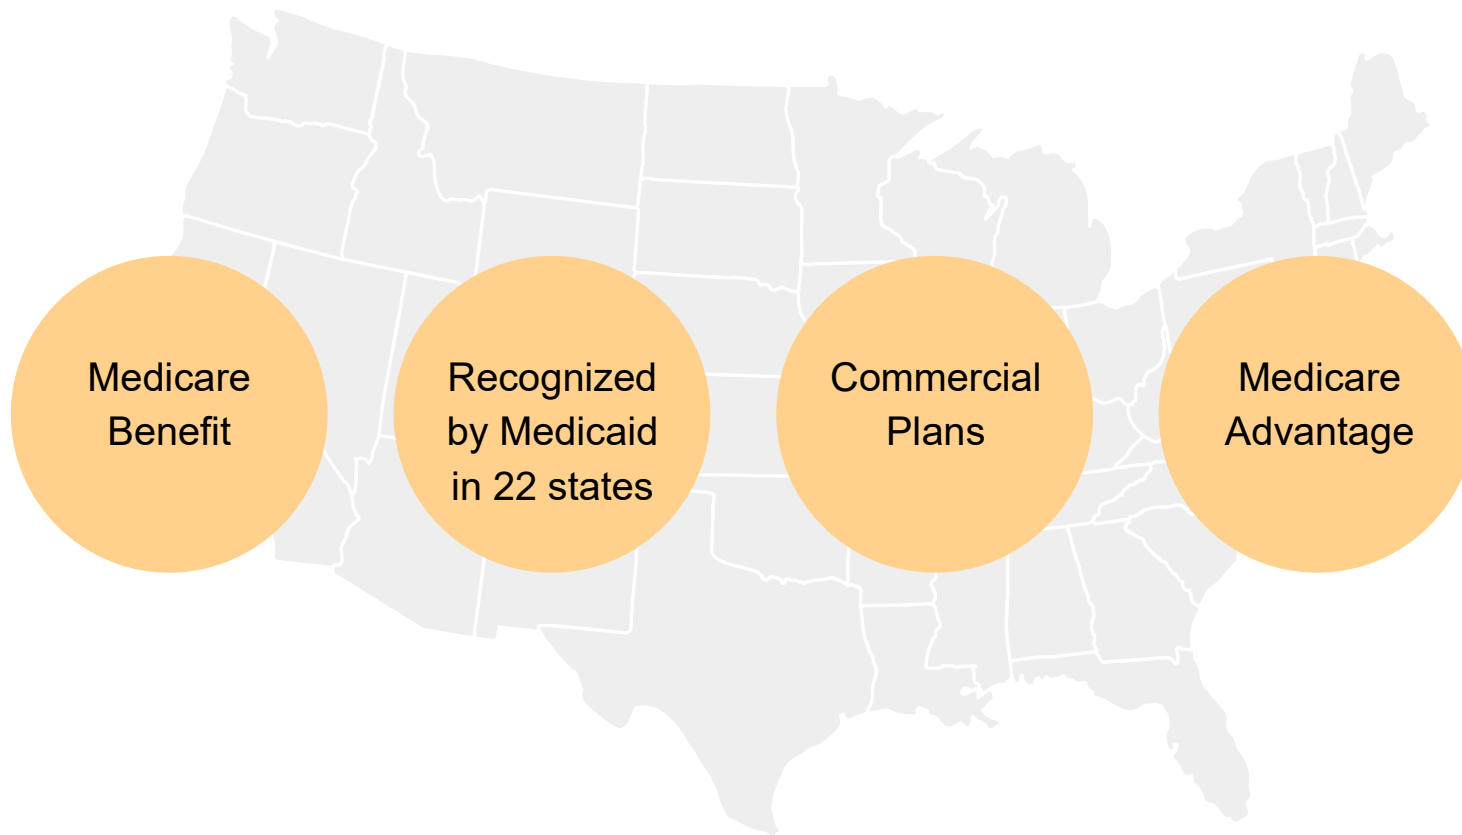 Medicare
Benefit
Recognized
by Medicaid
in 22 states
Commercial
Plans
Medicare
Advantage